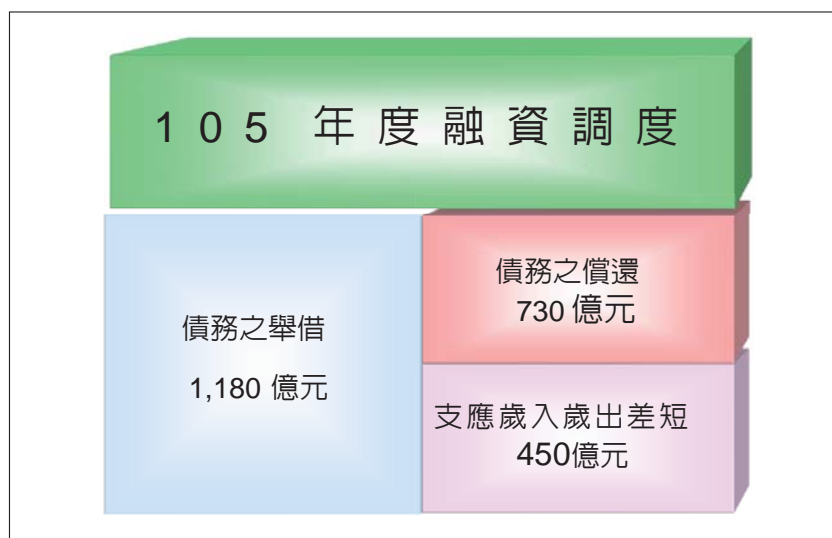 105 年度融資調度
債務之舉借
1,180 億元
債務之償還
730 億元
支應歲入歲出差短
450億元